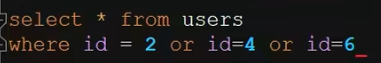 select * from users
where id = 2 or id=4 or id=6